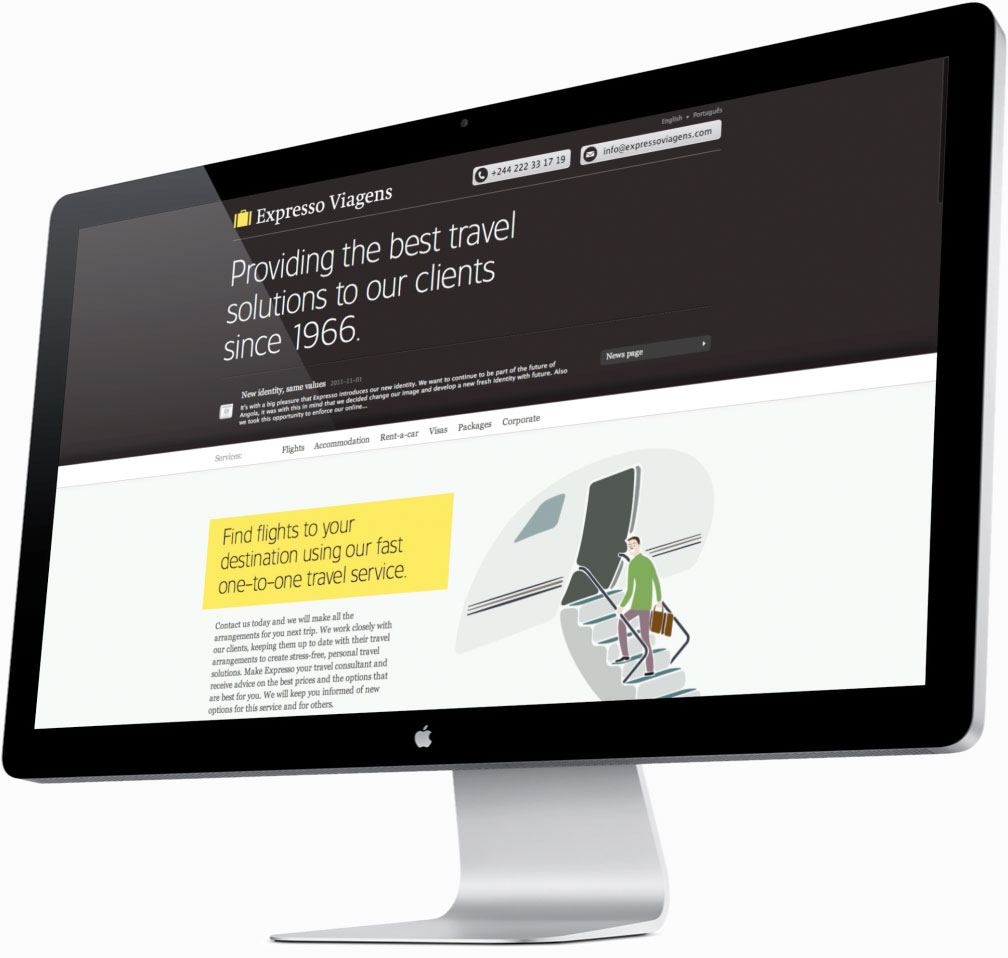 English • Português
+244 222 33 17 19
info@expressoviagens.com
Expresso Viagens
Providing the best travel
solutions to our clients
since 1966.
News page
New identity, same values 2011-11-01
It's with a big pleasure that Expresso introduces our new identity. We want to continue to be part of the future of
Angola, it was with this in mind that we decided change our image and develop a new fresh identity with future. Also
we took this opportunity to enforce our online...
Services: Flights Accommodation Rent-a-car Visas Packages Corporate
Find flights to your
destination using our fast
one-to-one travel service.
Contact us today and we will make all the
arrangements for you next trip. We work closely with
our clients, keeping them up to date with their travel
arrangements to create stress-free, personal travel
solutions. Make Expresso your travel consultant and
receive advice on the best prices and the options that
are best for you. We will keep you informed of new
options for this service and for others.